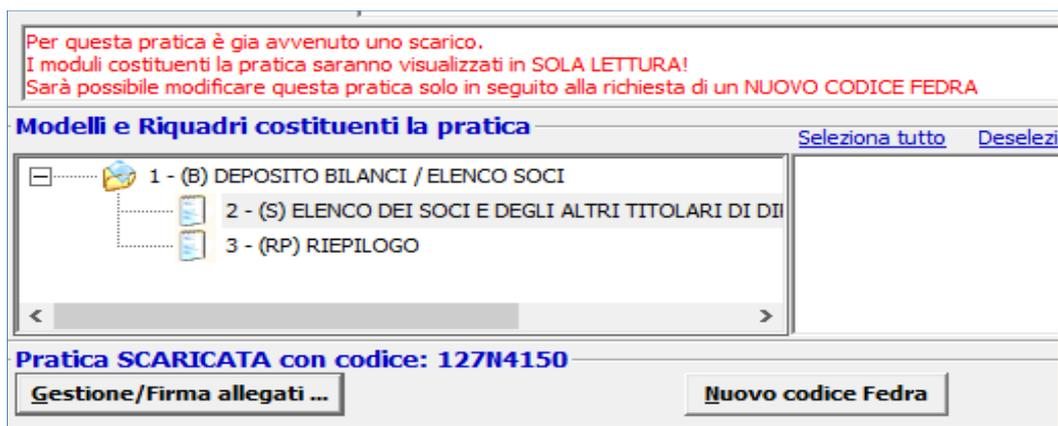 Per questa pratica è gia avvenuto uno scarico.
I moduli costituenti la pratica saranno visualizzati in SOLA LETTURA!
Sarà possibile modificare questa pratica solo in seguito alla richiesta di un NUOVO CODICE FEDRA
Modelli e Riquadri costituenti la pratica
Seleziona tutto Deselezi
1 - (B) DEPOSITO BILANCI / ELENCO SOCI
2 - (S) ELENCO DEI SOCI E DEGLI ALTRI TITOLARI DI DI
3 - (RP) RIEPILOGO
Pratica SCARICATA con codice: 127N4150
Gestione/Firma allegati ... Nuovo codice Fedra